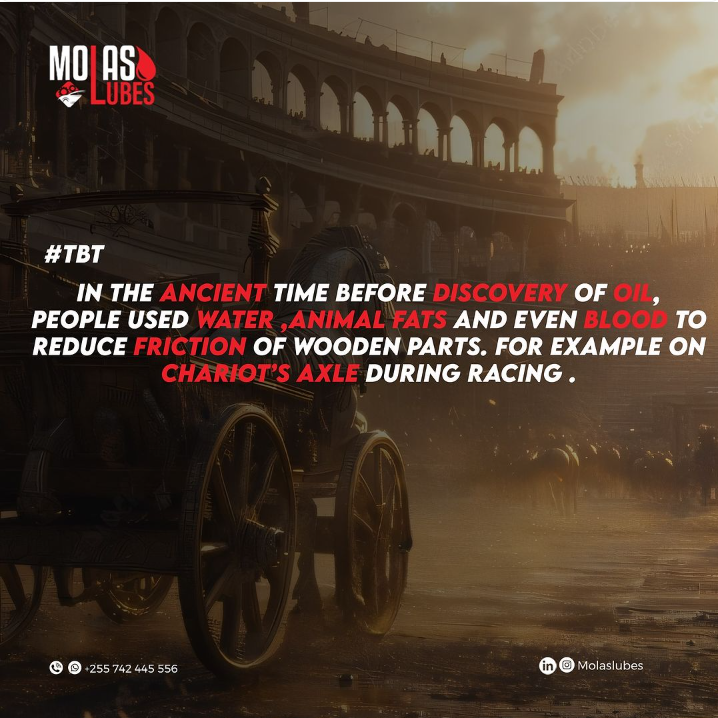 MOLAS
LUBES
#TBT
IN THE ANCIENT TIME BEFORE DISCOVERY OF OIL,
PEOPLE USED WATER ,ANIMAL FATS AND EVEN BLOOD TO
REDUCE FRICTION OF WOODEN PARTS. FOR EXAMPLE ON
CHARIOT'S AXLE DURING RACING .
+255 742 445 556
in Molaslubes